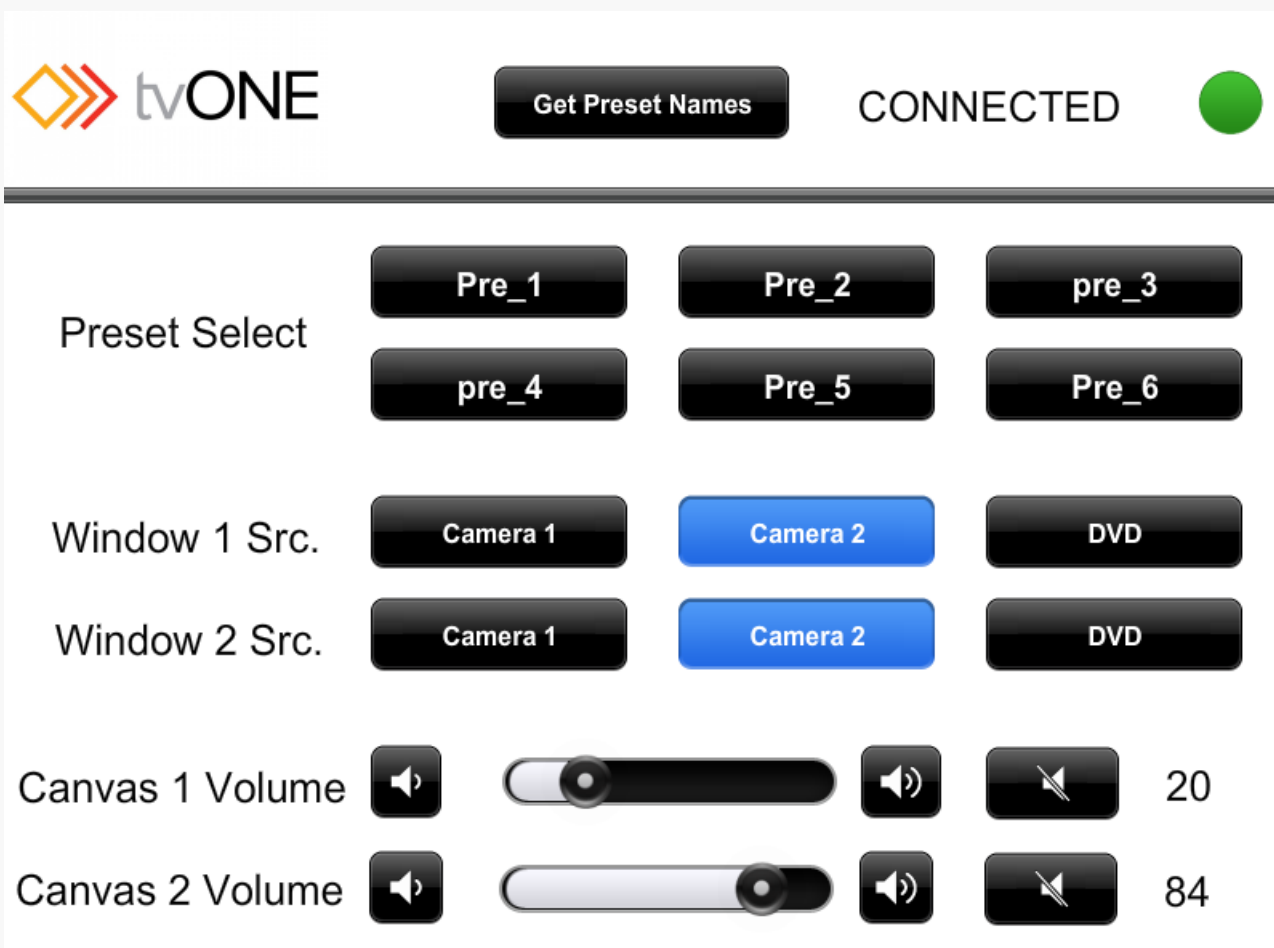 tvONE Get Preset Names CONNECTED
Pre_1 Pre_2 pre_3
Preset Select
pre_4 Pre_5 Pre_6
Window 1 Src. Camera 1 Camera 2 DVD
Window 2 Src. Camera 1 Camera 2 DVD
Canvas 1 Volume 20
Canvas 2 Volume 84